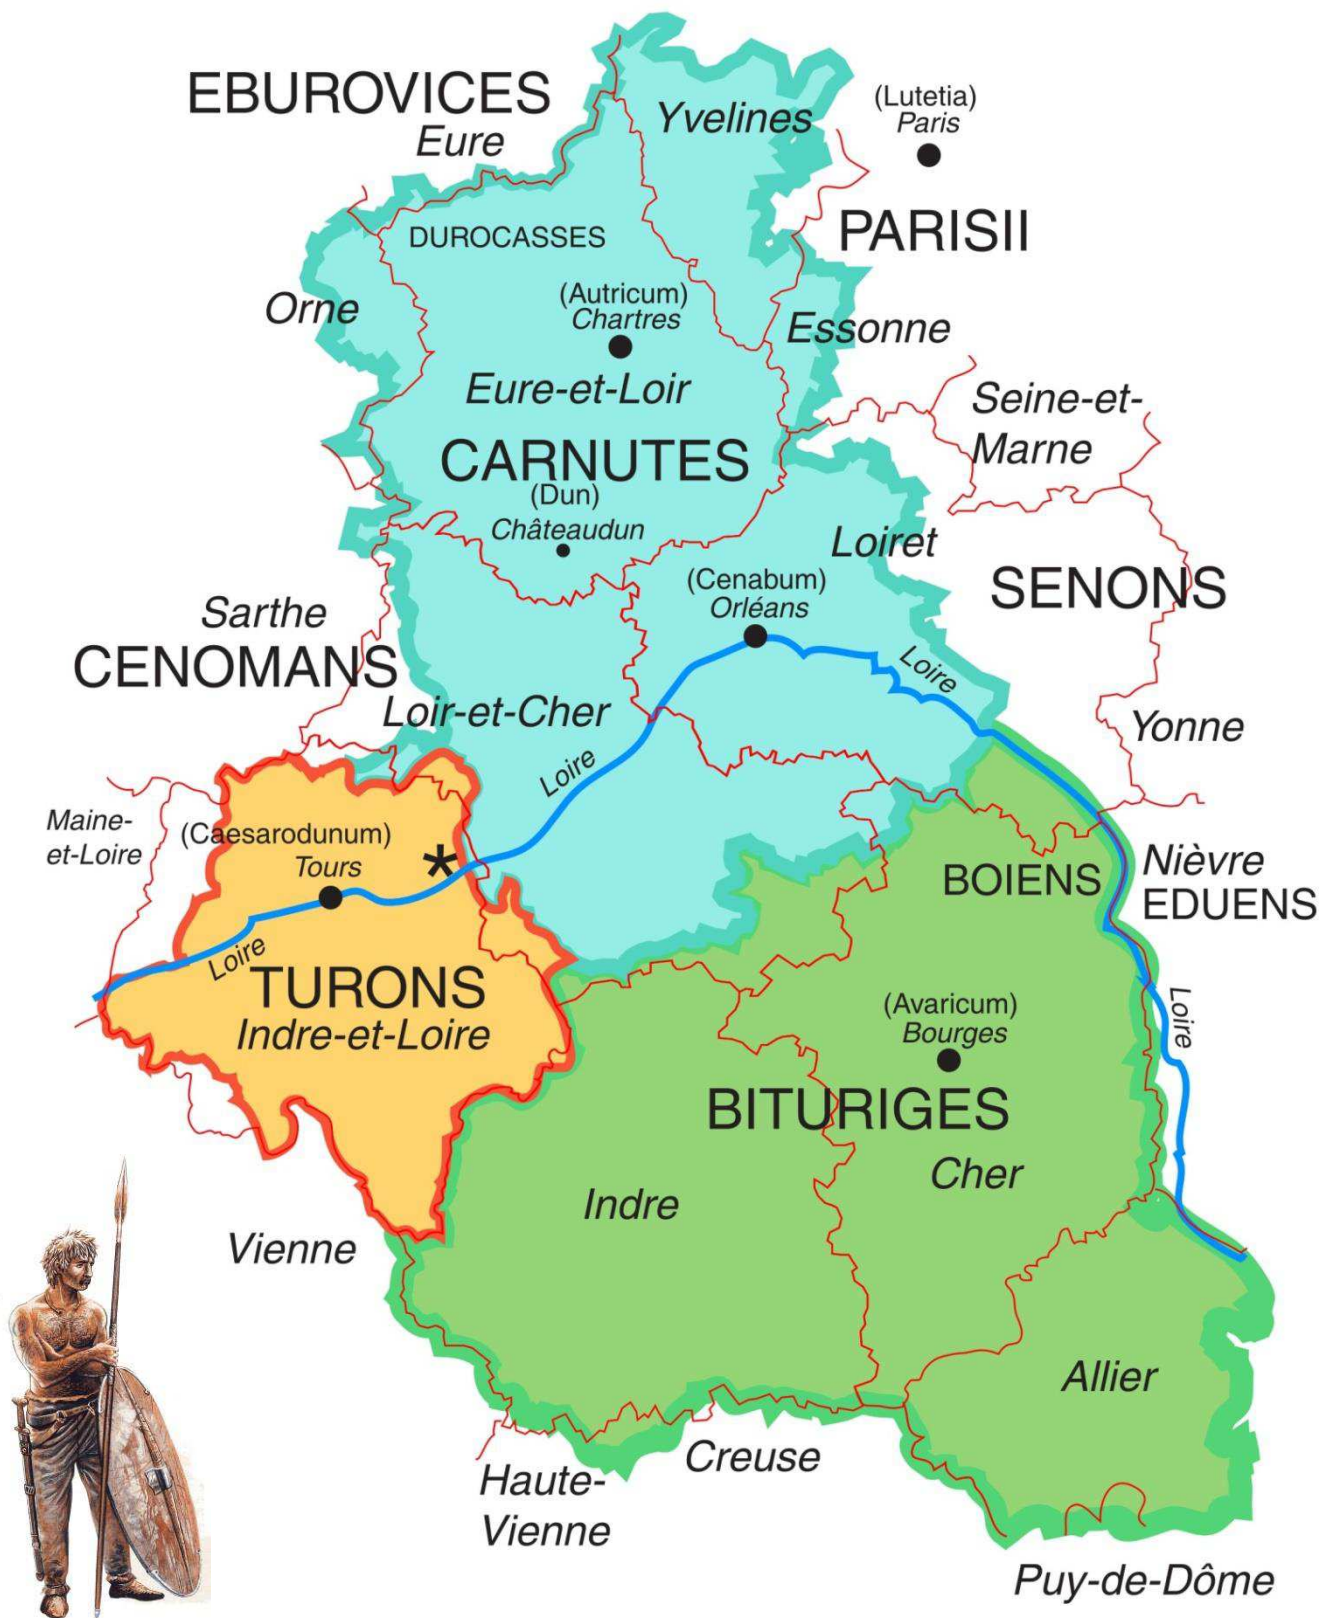 EBUROVICES
Eure
Yvelines
(Lutetia)
Paris
PARISII
DUROCASSES
Orne
(Autricum)
Chartres
Essonne
Eure-et-Loir
Seine-et-
Marne
CARNUTES
(Dun)
Châteaudun
Loiret
(Cenabum)
Orléans
SENONS
Sarthe
CENOMANS
Loire
Loir-et-Cher
Yonne
Loire
Maine-
et-Loire
(Caesarodunum)
Tours
*
BOIENS
Nièvre
EDUENS
Loire
TURONS
Indre-et-Loire
(Avaricum)
Bourges
Loire
BITURIGES
Cher
Indre
Vienne
Allier
Creuse
Haute-
Vienne
Puy-de-Dôme